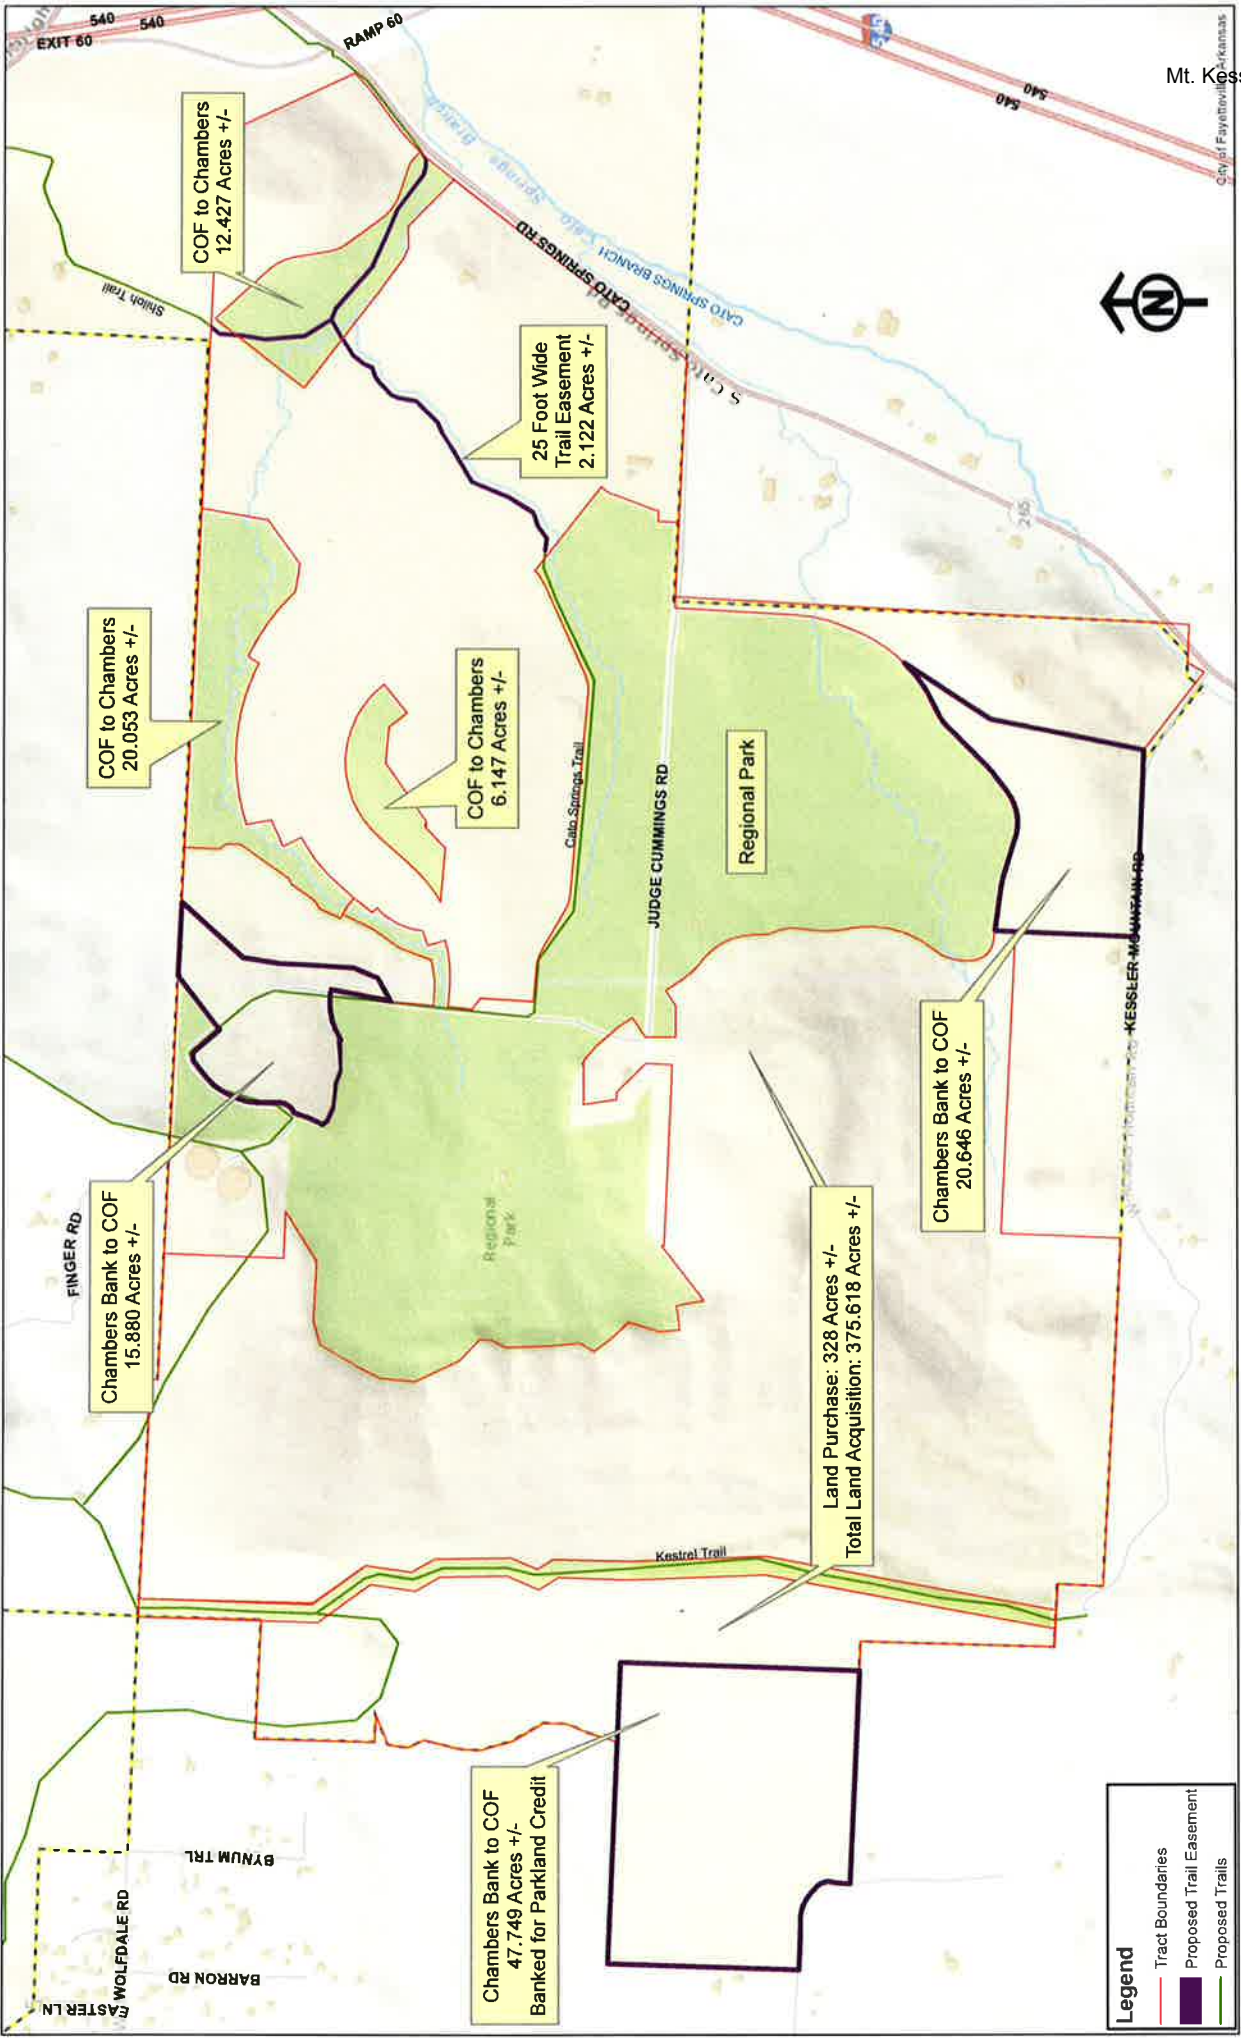 Mt. Kes
City of Fayetteville Arkansas
540
540
EXIT 60
RAMP 60
540
540
545
COF to Chambers
12.427 Acres +/-
Shiloh Trail
CATO SPRINGS RD
CATO SPRINGS BRANCH
S Cato Springs Rd
Cato Springs Branch
25 Foot Wide
Trail Easement
2.122 Acres +/-
N
COF to Chambers
20.053 Acres +/-
COF to Chambers
6.147 Acres +/-
Cato Springs Trail
JUDGE CUMMINGS RD
Regional Park
265
KESSLER MOUNTAIN RD
FINGER RD
Chambers Bank to COF
15.880 Acres +/-
Regional
Park
Chambers Bank to COF
20.646 Acres +/-
Land Purchase: 328 Acres +/-
Total Land Acquisition: 375.618 Acres +/-
Kestrel Trail
Chambers Bank to COF
47.749 Acres +/-
Banked for Parkland Credit
BYNUM TRL
WOLFDALE RD
BARRON RD
EASTER LN
Legend
Tract Boundaries
Proposed Trail Easement
Proposed Trails